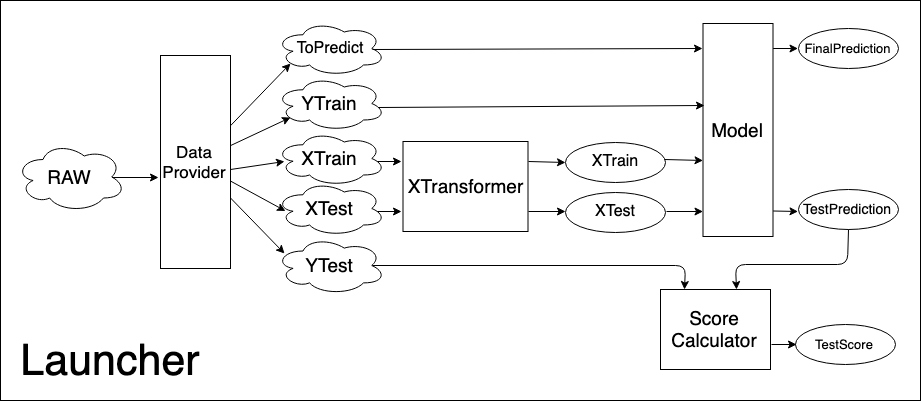 ToPredict
FinalPrediction
YTrain
Model
Data
Provider
XTrain
XTrain
RAW
XTransformer
XTest
XTest
TestPrediction
YTest
Score
Calculator
TestScore
Launcher